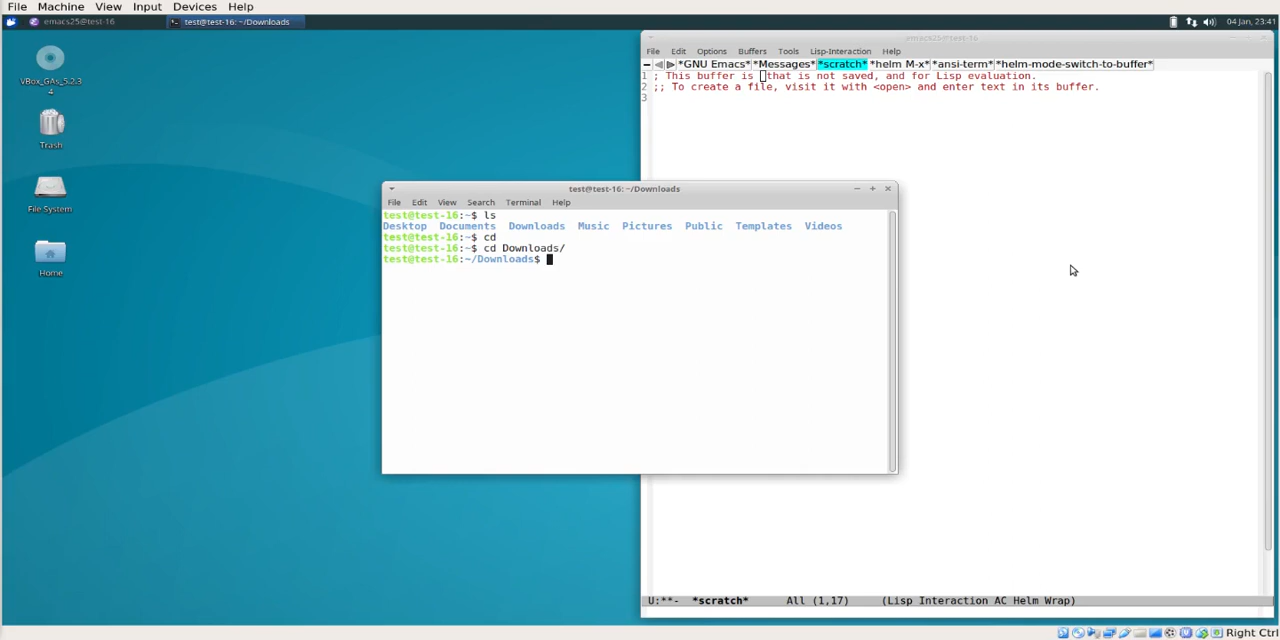 File Machine View Input Devices Help
emacs25@test-16 test@test-16: ~/Downloads 04 Jan, 23:41
emacs25@test-16
File Edit Options Buffers Tools Lisp-Interaction Help
*GNU Emacs* *Messages* *scratch* *helm M-x* *ansi-term* *helm-mode-switch-to-buffer*
1 ; This buffer is that is not saved, and for Lisp evaluation.
2 ;; To create a file, visit it with <open> and enter text in its buffer.
3
VBox_GAs_5.2.3
4
Trash
File System
Home
test@test-16: ~/Downloads
File Edit View Search Terminal Help
test@test-16:~$ ls
Desktop Documents Downloads Music Pictures Public Templates Videos
test@test-16:~$ cd
test@test-16:~$ cd Downloads/
test@test-16:~/Downloads$
U:**- *scratch* All (1,17) (Lisp Interaction AC Helm Wrap)
Right Ctrl